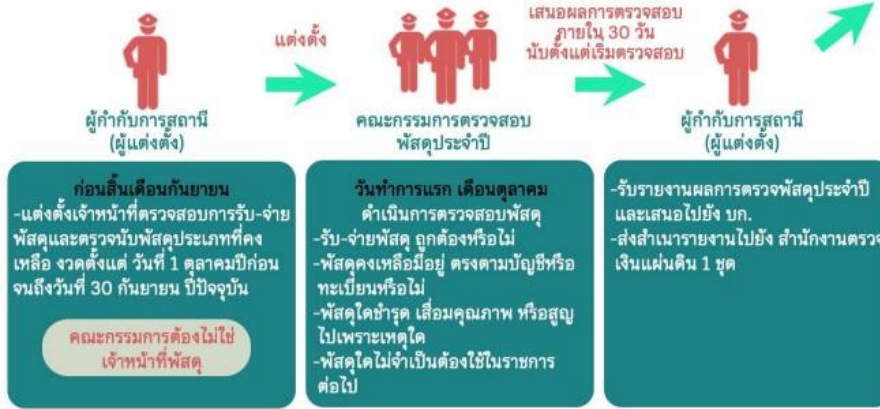 แต่งตั้ง
เสนอผลการตรวจสอบ
ภายใน 30 วัน
นับตั้งแต่เริ่มตรวจสอบ
ผู้กำกับการสถานี
(ผู้แต่งตั้ง)
คณะกรรมการตรวจสอบ
พัสดุประจำปี
ผู้กำกับการสถานี
(ผู้แต่งตั้ง)
ก่อนสิ้นเดือนกันยายน
-แต่งตั้งเจ้าหน้าที่ตรวจสอบการรับ-จ่าย
พัสดุและตรวจนับพัสดุประเภทที่คง
เหลือ งวดตั้งแต่ วันที่ 1 ตุลาคมปีก่อน
จนถึงวันที่ 30 กันยายน ปีปัจจุบัน
คณะกรรมการต้องไม่ใช่
เจ้าหน้าที่พัสดุ
วันทำการแรก เดือนตุลาคม
ดำเนินการตรวจสอบพัสดุ
-รับ-จ่ายพัสดุ ถูกต้องหรือไม่
-พัสดุคงเหลือมีอยู่ ตรงตามบัญชีหรือ
ทะเบียนหรือไม่
-พัสดุใดชำรุด เสื่อมคุณภาพ หรือสูญ
ไปเพราะเหตุใด
-พัสดุใดไม่จำเป็นต้องใช้ในราชการ
ต่อไป
-รับรายงานผลการตรวจพัสดุประจำปี
และเสนอไปยัง บก.
-ส่งสำเนารายงานไปยัง สำนักงานตรวจ
เงินแผ่นดิน 1 ชุด